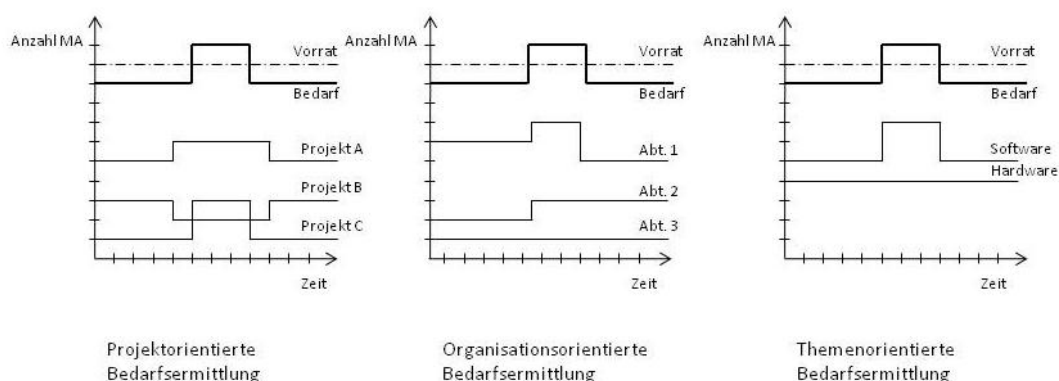 Anzahl MA
Vorrat
Bedarf
Projekt A
Projekt B
Projekt C
Zeit
Projektorientierte
Bedarfsermittlung
Anzahl MA
Vorrat
Bedarf
Abt. 1
Abt. 2
Abt. 3
Zeit
Organisationsorientierte
Bedarfsermittlung
Anzahl MA
Vorrat
Bedarf
Software
Hardware
Zeit
Themenorientierte
Bedarfsermittlung